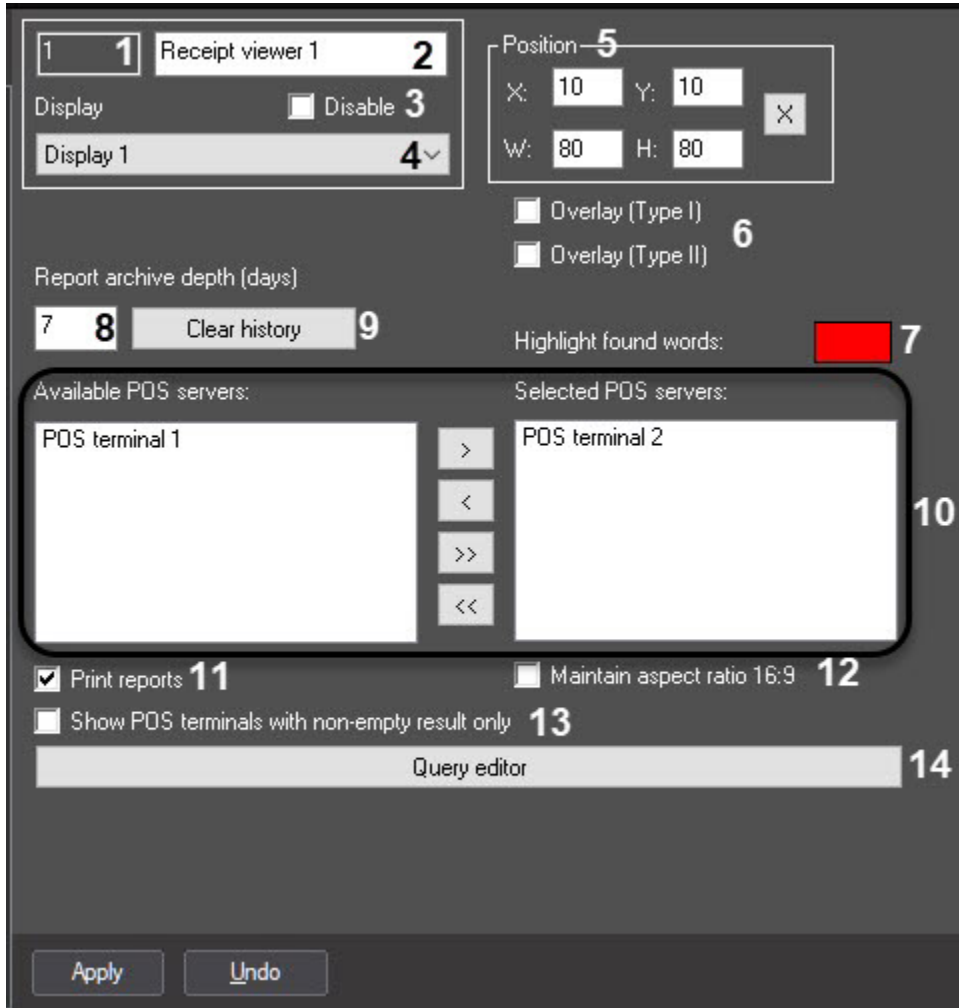 1 1 Receipt viewer 1 2
Display Disable 3
Display 1 4
Position 5
X: 10 Y: 10 X
W: 80 H: 80
Overlay (Type I)
6
Overlay (Type II)
Report archive depth (days)
7 8 Clear history 9
Highlight found words: 7
Available POS servers: Selected POS servers:
POS terminal 1 > POS terminal 2
<
10
>>
<<
Print reports 11 Maintain aspect ratio 16:9 12
Show POS terminals with non-empty result only 13
Query editor 14
Apply Undo